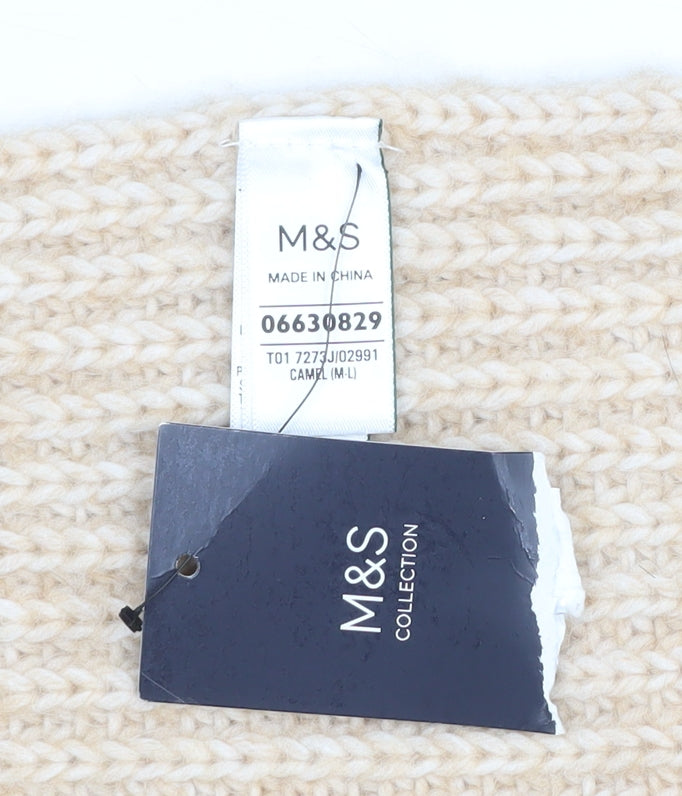 M&S
MADE IN CHINA
06630829
T01 7273J/02991
CAMEL (M-L)
M&S
COLLECTION